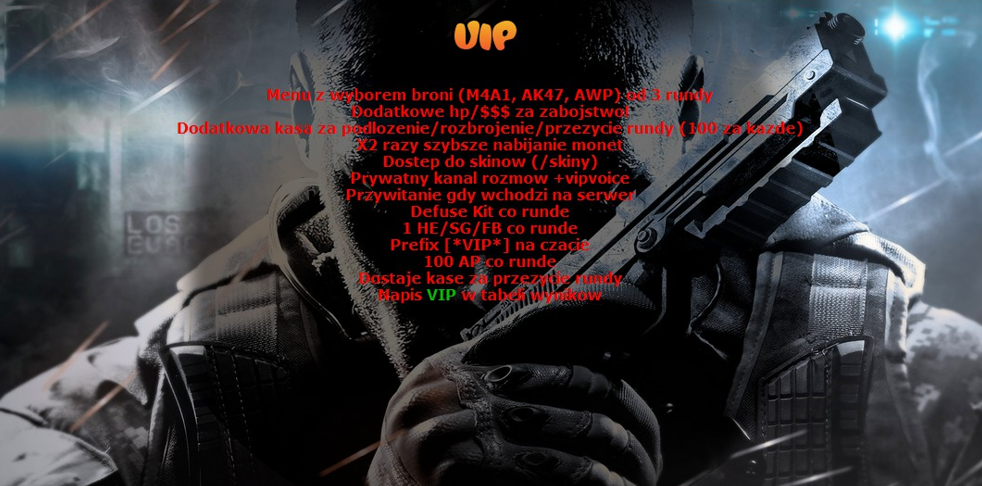 VIP
Menu z wyborem broni (M4A1, AK47, AWP) od 3 rundy
Dodatkowe hp/$$$ za zabojstwo!
Dodatkowa kasa za podlozenie/rozbrojenie/przezycie rundy (100 za kazde)
X2 razy szybsze nabijanie monet
Dostep do skinow (/skiny)
Prywatny kanal rozmow +vipvoice
Przywitanie gdy wchodzi na serwer
Defuse Kit co runde
1 HE/SG/FB co runde
Prefix [*VIP*] na czacie
100 AP co runde
Dostaje kase za przezycie rundy
Napis VIP w tabeli wynikow
LOS